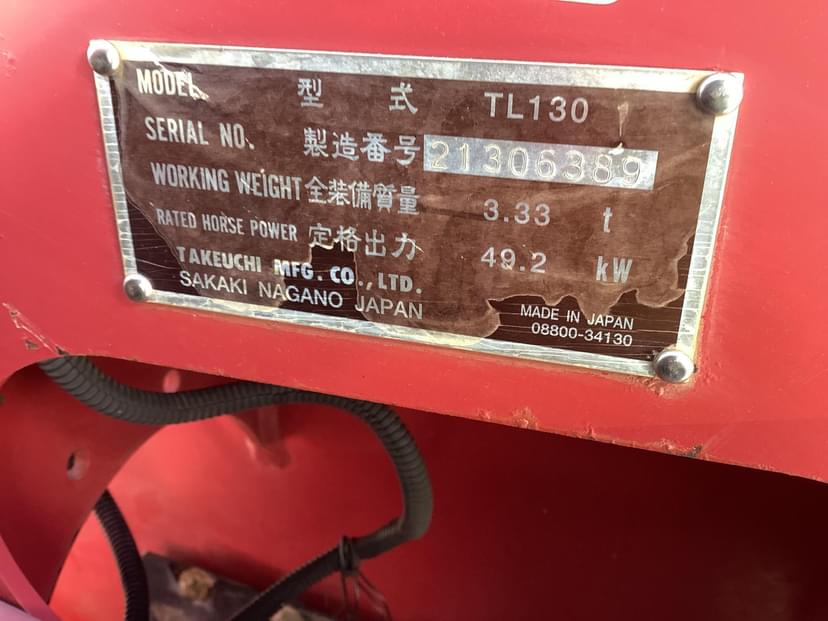 MODEL 型 式 TL130
SERIAL NO. 製造番号 21306389
WORKING WEIGHT 全装備質量 3.33 t
RATED HORSE POWER 定格出力 49.2 kW
TAKEUCHI MFG. CO., LTD.
SAKAKI NAGANO JAPAN
MADE IN JAPAN
08800-34130